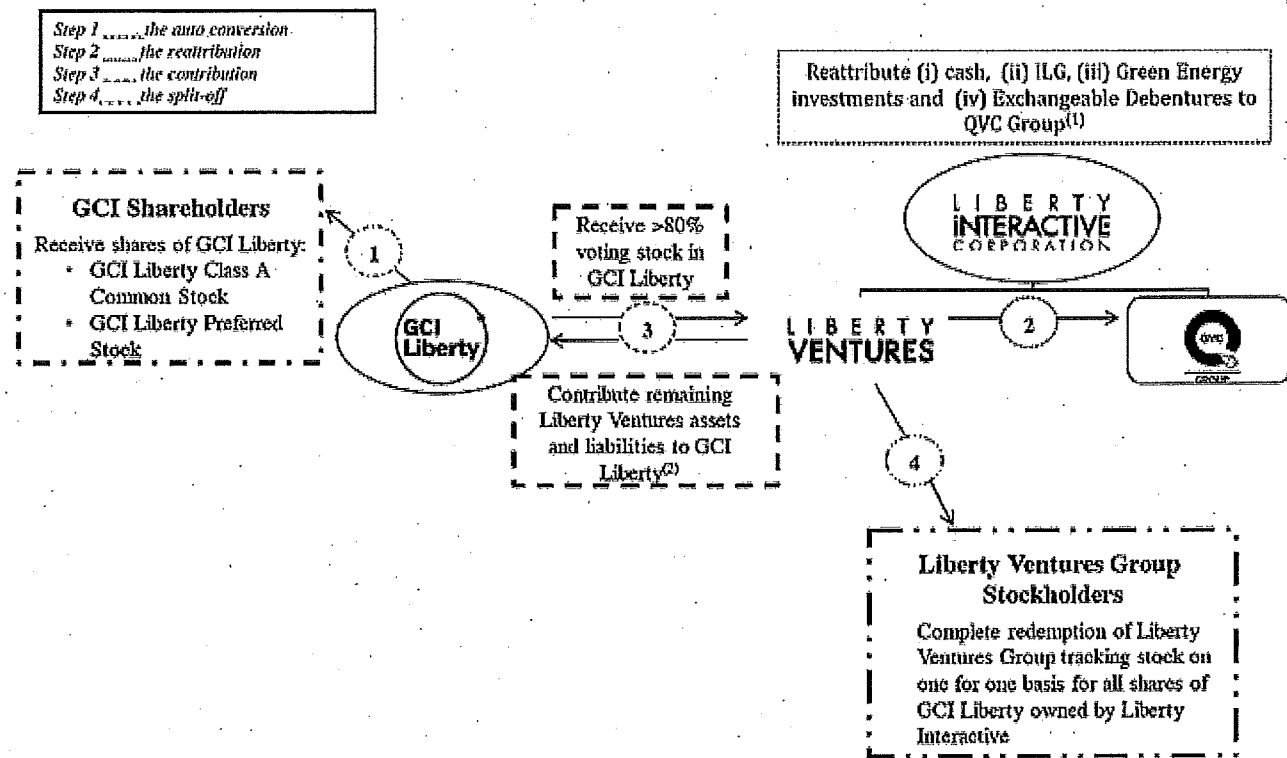 Step 1 ...... the auto conversion
Step 2 ...... the reattribution
Step 3 ...... the contribution
Step 4 ...... the split-off
Reattribute (i) cash, (ii) ILG, (iii) Green Energy
investments and (iv) Exchangeable Debentures to
QVC Group(1)
LIBERTY
INTERACTIVE
CORPORATION
GCI Shareholders
Receive shares of GCI Liberty:
• GCI Liberty Class A
Common Stock
• GCI Liberty Preferred
Stock
1
Receive >80%
voting stock in
GCI Liberty
GCI
Liberty
3
LIBERTY
VENTURES
2
QVC
GROUP
Contribute remaining
Liberty Ventures assets
and liabilities to GCI
Liberty(2)
4
Liberty Ventures Group
Stockholders
Complete redemption of Liberty
Ventures Group tracking stock on
one for one basis for all shares of
GCI Liberty owned by Liberty
Interactive